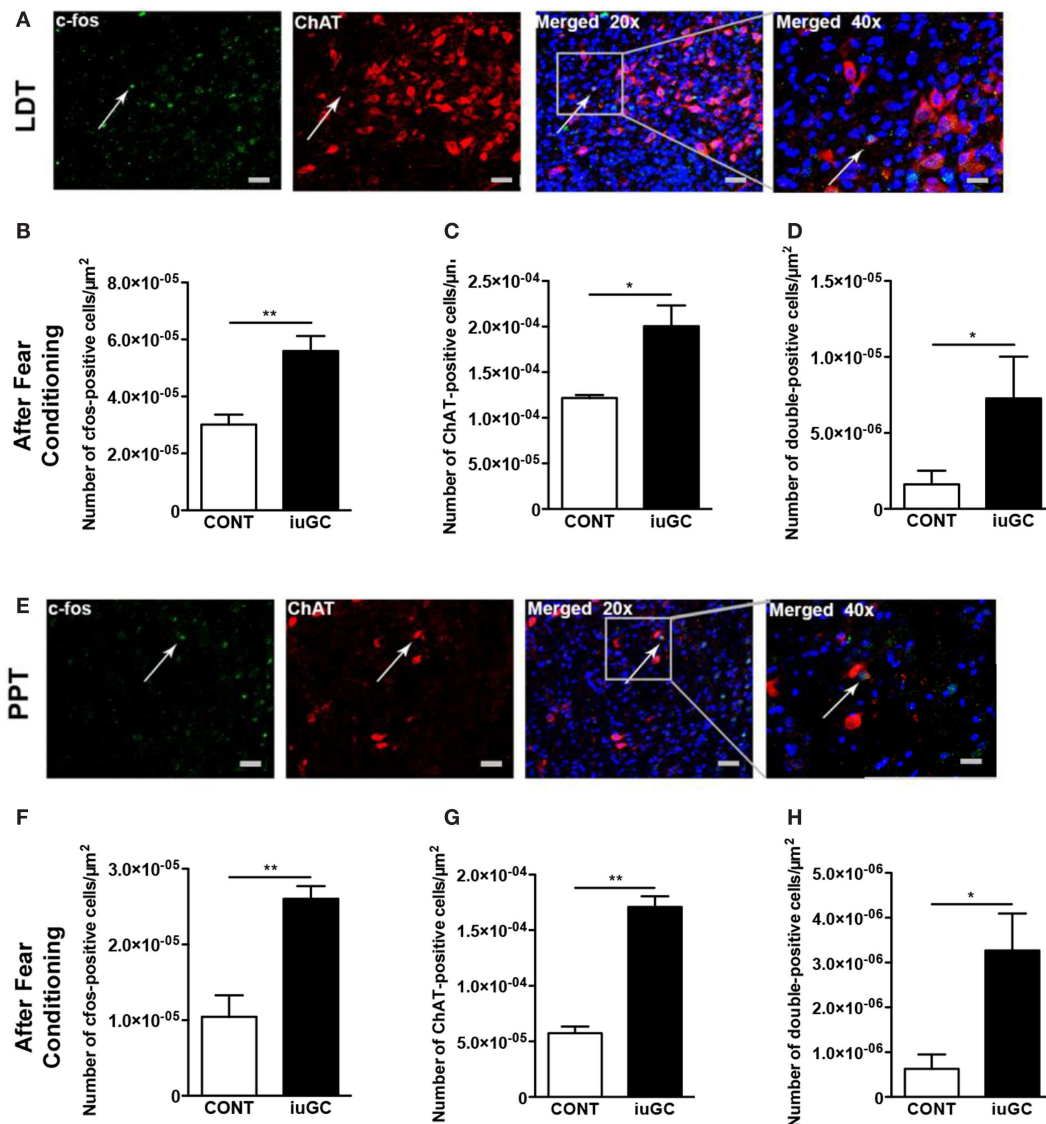 A
c-fos
ChAT
Merged 20x
Merged 40x
LDT
B
C
D
After Fear
Conditioning
Number of cfos-positive cells/µm²
8.0×10⁻⁰⁵
6.0×10⁻⁰⁵
4.0×10⁻⁰⁵
2.0×10⁻⁰⁵
0
**
CONT
iuGC
Number of ChAT-positive cells/µm
2.5×10⁻⁰⁴
2.0×10⁻⁰⁴
1.5×10⁻⁰⁴
1.0×10⁻⁰⁴
5.0×10⁻⁰⁵
0
*
CONT
iuGC
Number of double-positive cells/µm²
1.5×10⁻⁰⁵
1.0×10⁻⁰⁵
5.0×10⁻⁰⁶
0
*
CONT
iuGC
E
c-fos
ChAT
Merged 20x
Merged 40x
PPT
F
G
H
After Fear
Conditioning
Number of cfos-positive cells/µm²
3.0×10⁻⁰⁵
2.0×10⁻⁰⁵
1.0×10⁻⁰⁵
0
**
CONT
iuGC
Number of ChAT-positive cells/µm²
2.0×10⁻⁰⁴
1.5×10⁻⁰⁴
1.0×10⁻⁰⁴
5.0×10⁻⁰⁵
0
**
CONT
iuGC
Number of double-positive cells/µm²
5.0×10⁻⁰⁶
4.0×10⁻⁰⁶
3.0×10⁻⁰⁶
2.0×10⁻⁰⁶
1.0×10⁻⁰⁶
0
*
CONT
iuGC